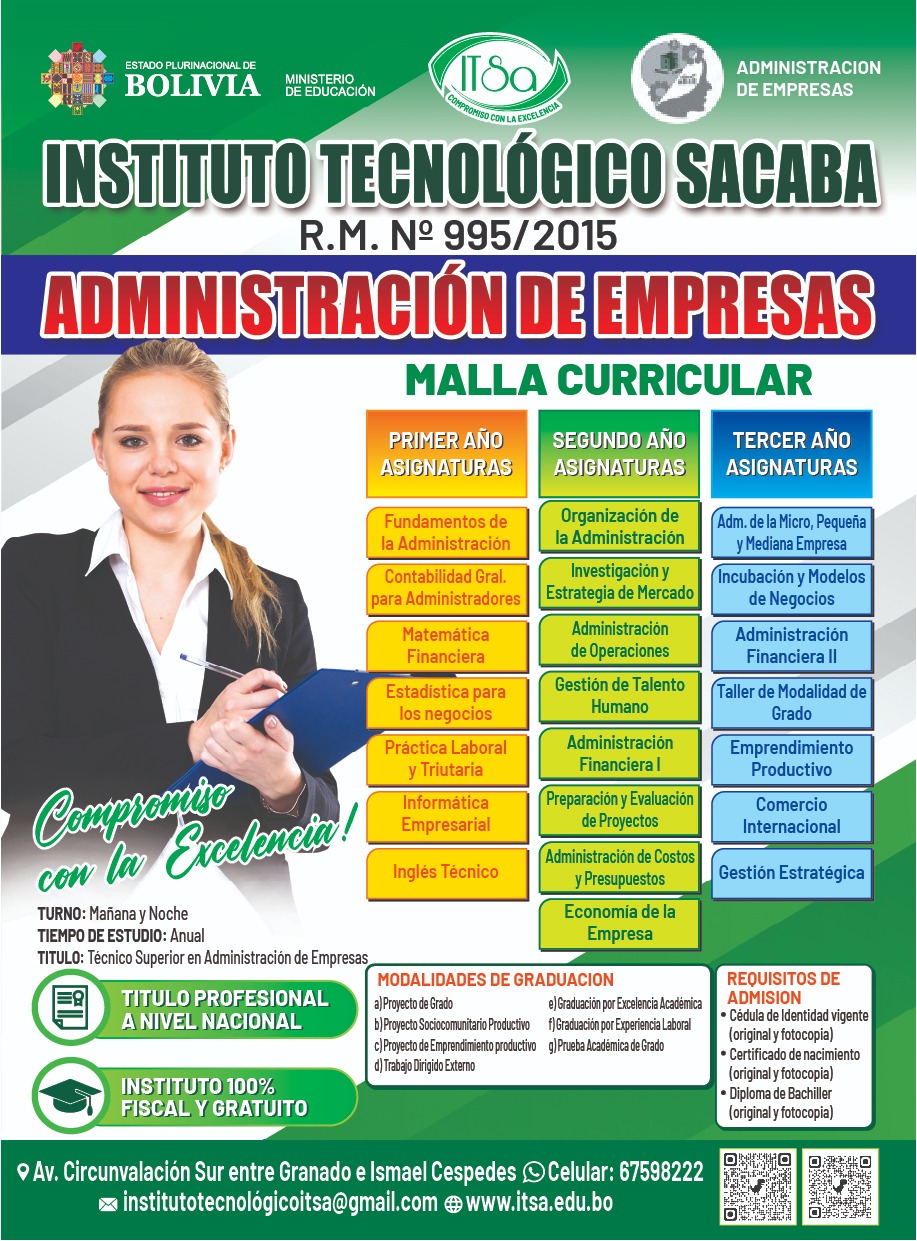 ESTADO PLURINACIONAL DE
BOLIVIA
MINISTERIO
DE EDUCACIÓN
ITSa
COMPROMISO CON LA EXCELENCIA
ADMINISTRACION
DE EMPRESAS
INSTITUTO TECNOLÓGICO SACABA
R.M. Nº 995/2015
ADMINISTRACIÓN DE EMPRESAS
MALLA CURRICULAR
PRIMER AÑO
ASIGNATURAS
Fundamentos de
la Administración
Contabilidad Gral.
para Administradores
Matemática
Financiera
Estadística para
los negocios
Práctica Laboral
y Triutaria
Informática
Empresarial
Inglés Técnico
SEGUNDO AÑO
ASIGNATURAS
Organización de
la Administración
Investigación y
Estrategia de Mercado
Administración
de Operaciones
Gestión de Talento
Humano
Administración
Financiera I
Preparación y Evaluación
de Proyectos
Administración de Costos
y Presupuestos
Economía de la
Empresa
TERCER AÑO
ASIGNATURAS
Adm. de la Micro, Pequeña
y Mediana Empresa
Incubación y Modelos
de Negocios
Administración
Financiera II
Taller de Modalidad de
Grado
Emprendimiento
Productivo
Comercio
Internacional
Gestión Estratégica
Compromiso
con la Excelencia!
TURNO: Mañana y Noche
TIEMPO DE ESTUDIO: Anual
TITULO: Técnico Superior en Administración de Empresas
TITULO PROFESIONAL
A NIVEL NACIONAL
INSTITUTO 100%
FISCAL Y GRATUITO
MODALIDADES DE GRADUACION
a) Proyecto de Grado
b) Proyecto Sociocomunitario Productivo
c) Proyecto de Emprendimiento productivo
d) Trabajo Dirigido Externo
e) Graduación por Excelencia Académica
f) Graduación por Experiencia Laboral
g) Prueba Académica de Grado
REQUISITOS DE
ADMISION
• Cédula de Identidad vigente
(original y fotocopia)
• Certificado de nacimiento
(original y fotocopia)
• Diploma de Bachiller
(original y fotocopia)
Av. Circunvalación Sur entre Granado e Ismael Cespedes Celular: 67598222
institutotecnológicoitsa@gmail.com www.itsa.edu.bo